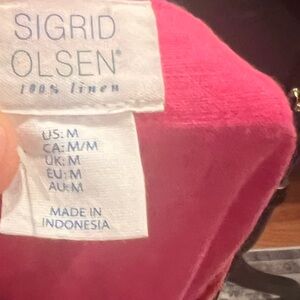 SIGRID
OLSEN®
100% linen
US: M
CA: M/M
UK: M
EU: M
AU: M
MADE IN
INDONESIA